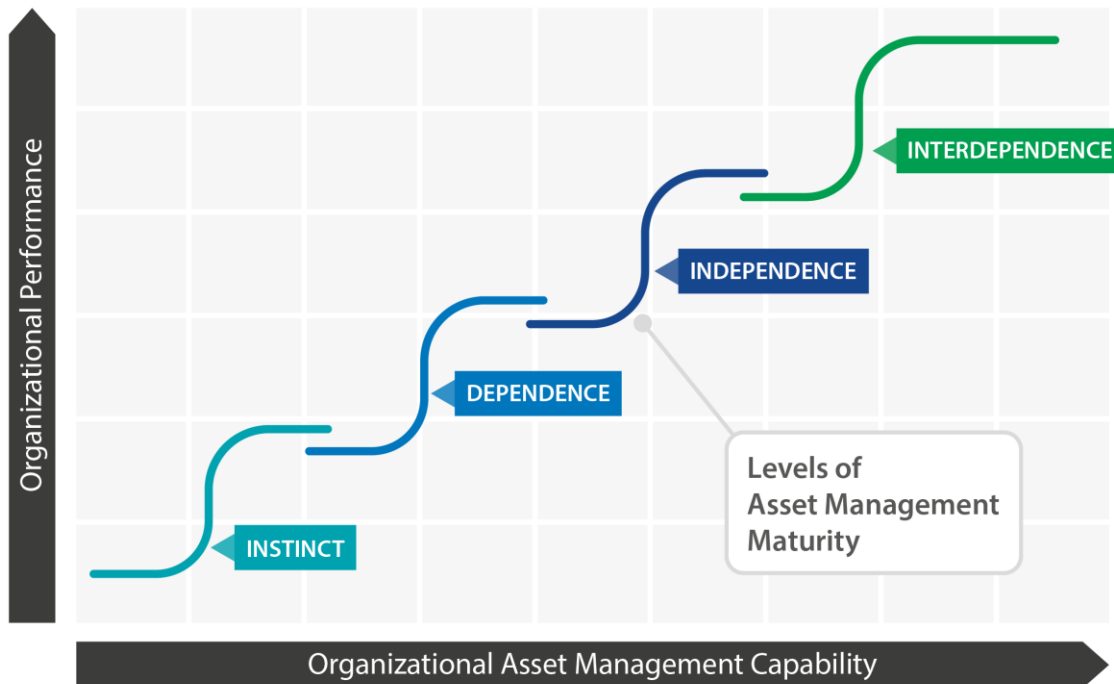 Organizational Performance
INTERDEPENDENCE
INDEPENDENCE
DEPENDENCE
Levels of
Asset Management
Maturity
INSTINCT
Organizational Asset Management Capability